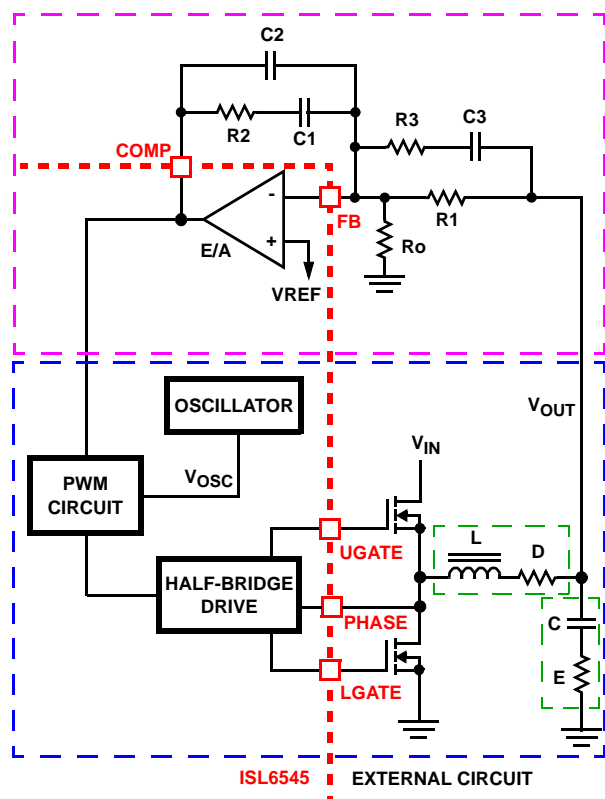 C2
R2
C1
R3
C3
COMP
-
+
E/A
FB
R1
Ro
VREF
OSCILLATOR
VOUT
PWM
CIRCUIT
VOSC
VIN
HALF-BRIDGE
DRIVE
UGATE
L
D
PHASE
C
E
LGATE
ISL6545
EXTERNAL CIRCUIT